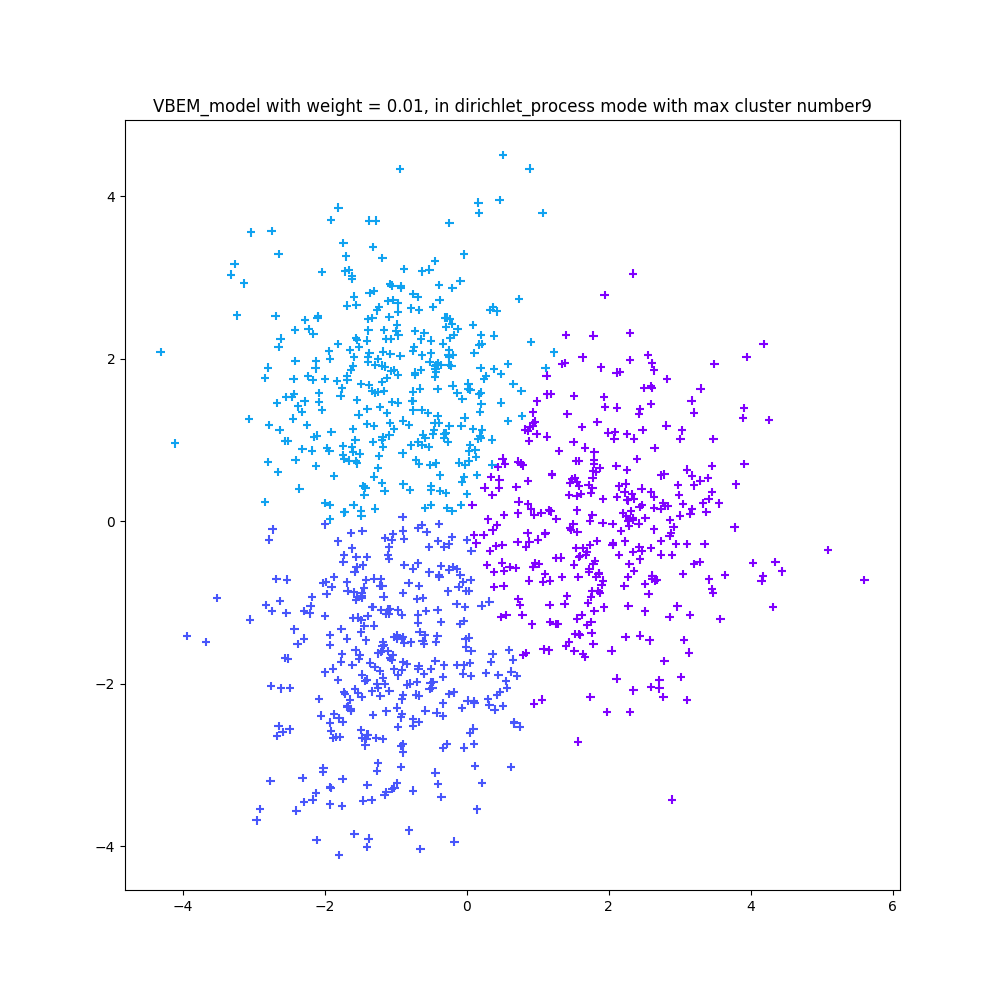 VBEM_model with weight = 0.01, in dirichlet_process mode with max cluster number9
4
2
0
−2
−4
−4 −2 0 2 4 6